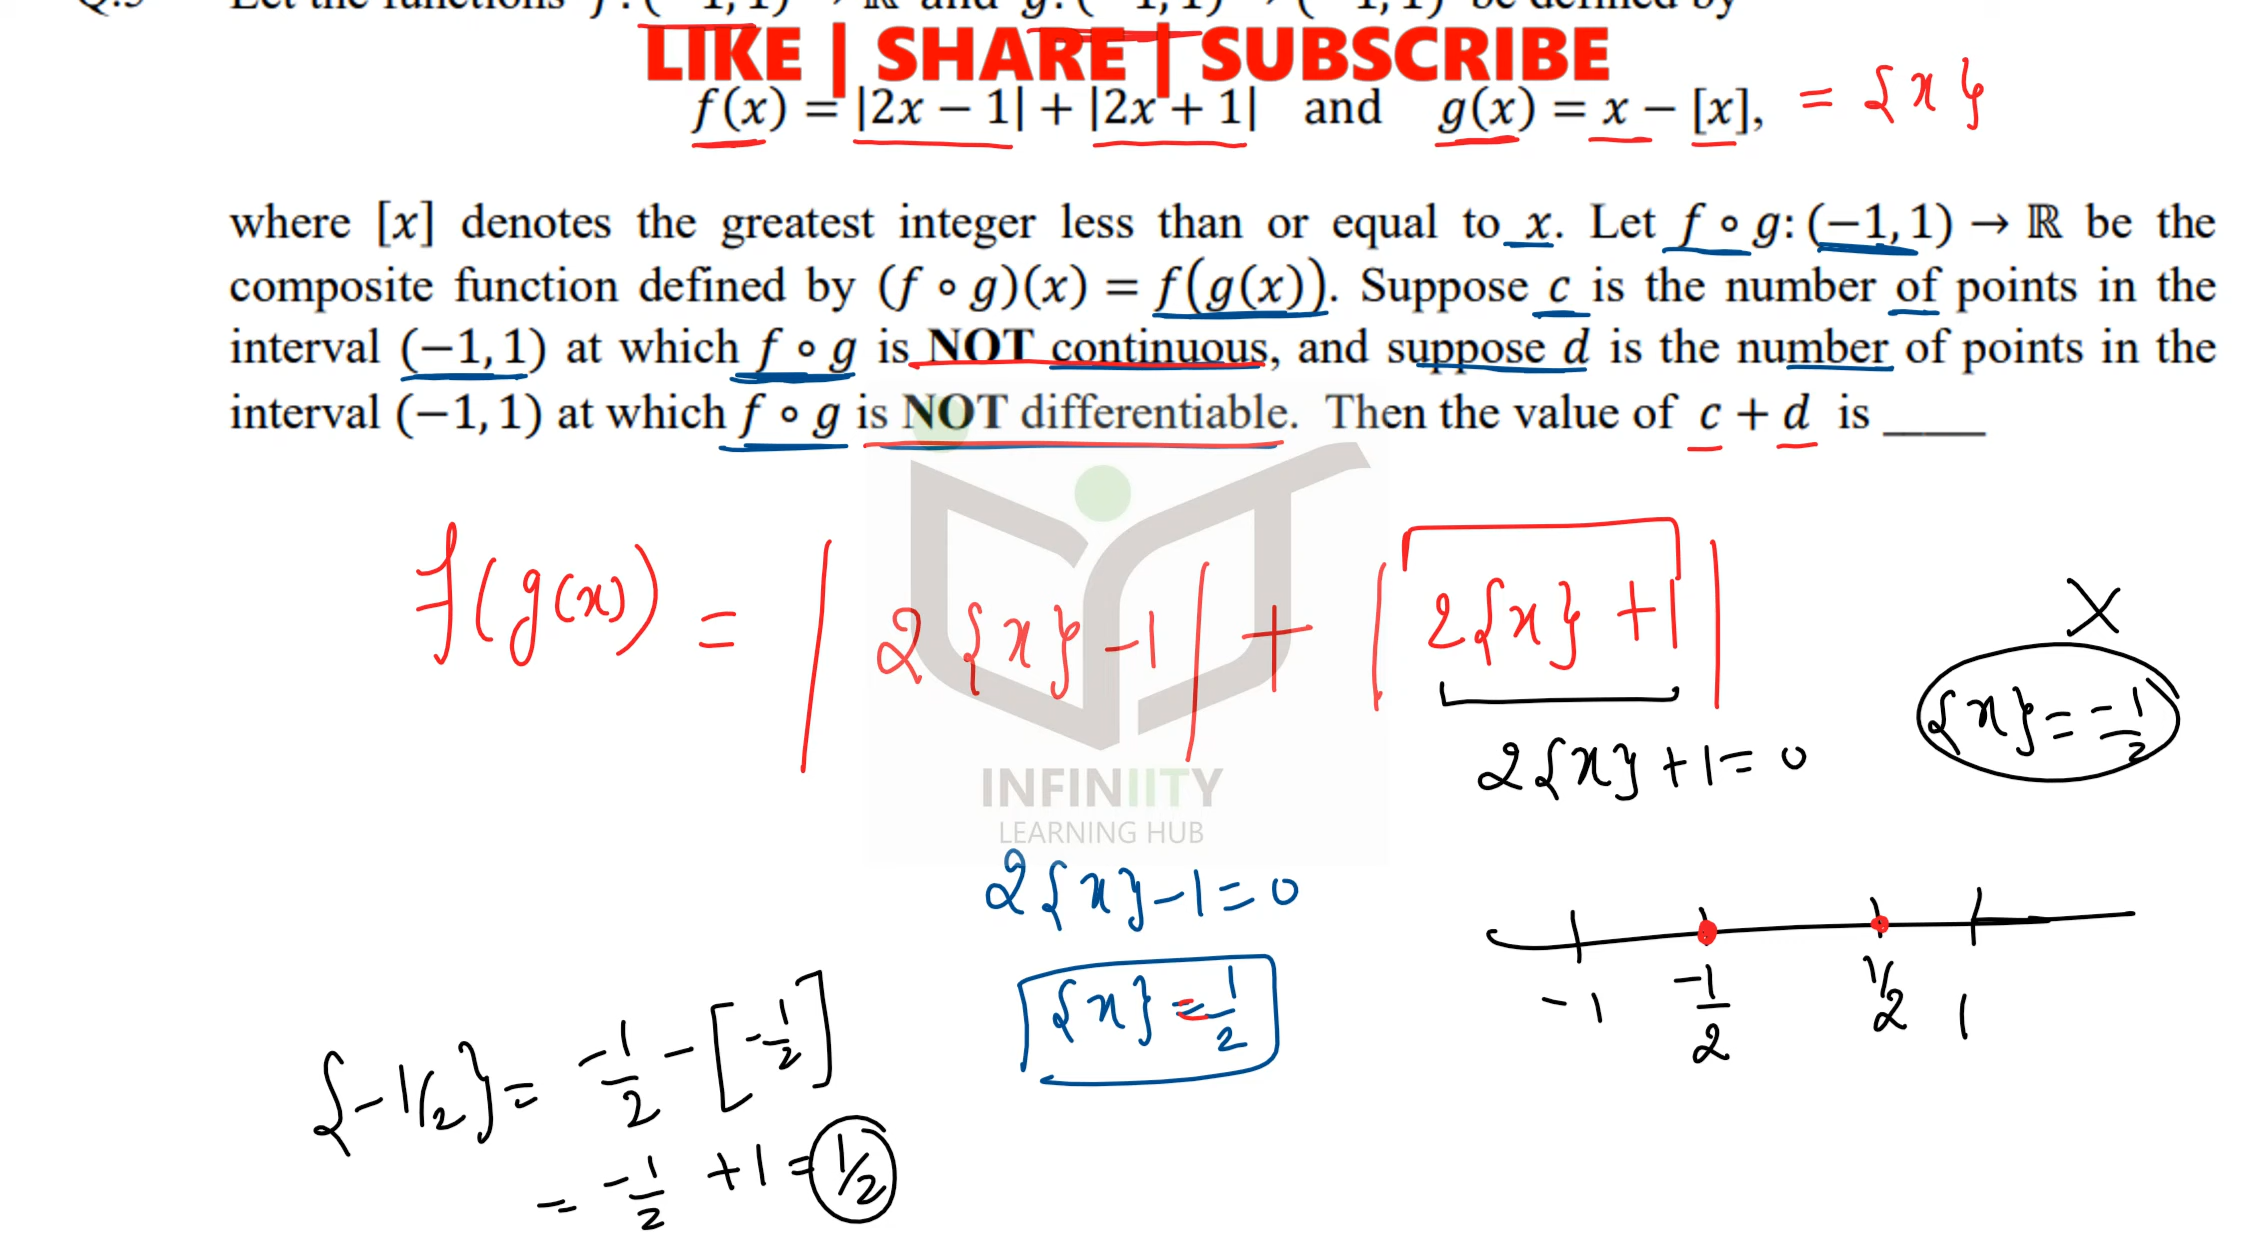 LIKE | SHARE | SUBSCRIBE
f(x) = |2x − 1| + |2x + 1| and g(x) = x − [x], = {x}
where [x] denotes the greatest integer less than or equal to x. Let f ∘ g: (−1, 1) → ℝ be the
composite function defined by (f ∘ g)(x) = f(g(x)). Suppose c is the number of points in the
interval (−1, 1) at which f ∘ g is NOT continuous, and suppose d is the number of points in the
interval (−1, 1) at which f ∘ g is NOT differentiable. Then the value of c + d is ____
f(g(x)) = |2{x} -1| + |2{x} +1|
X
{x} = -1/2
2{x} +1 = 0
INFINIITY
LEARNING HUB
2{x} -1 = 0
-1 -1/2 1/2 1
{x} = 1/2
{-1/2} = -1/2 - [-1/2]
= -1/2 +1 = 1/2